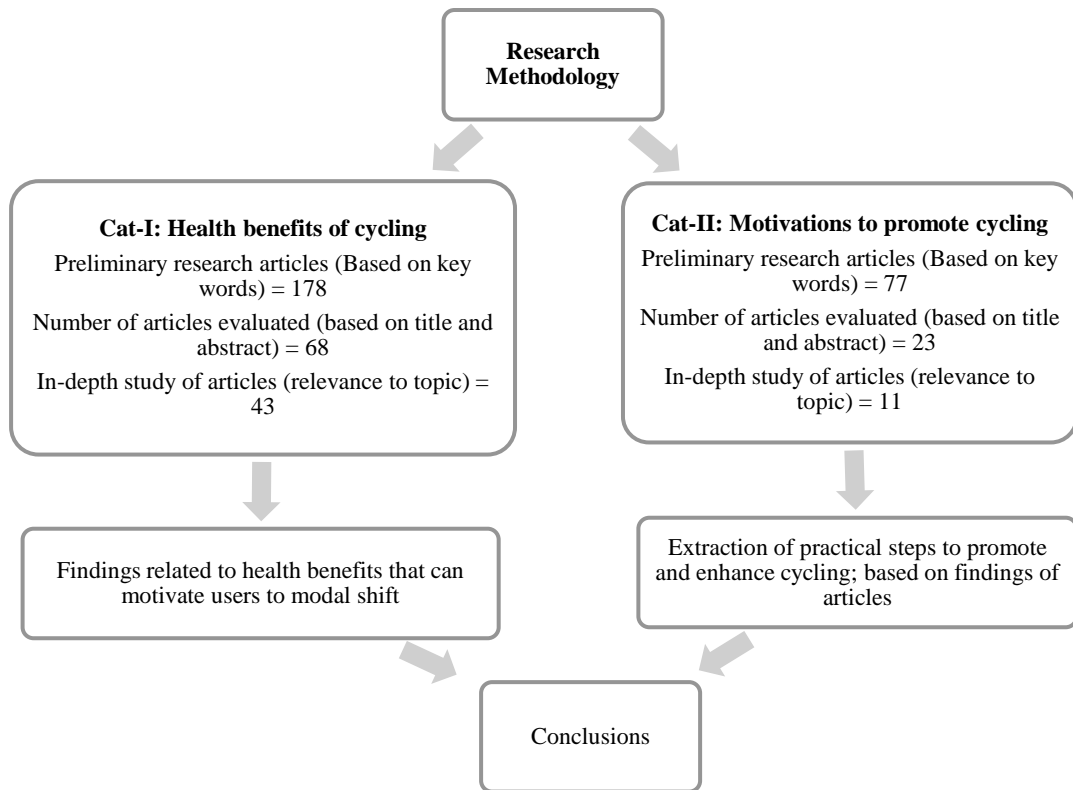 Research
Methodology
Cat-I: Health benefits of cycling
Preliminary research articles (Based on key
words) = 178
Number of articles evaluated (based on title and
abstract) = 68
In-depth study of articles (relevance to topic) =
43
Cat-II: Motivations to promote cycling
Preliminary research articles (Based on key
words) = 77
Number of articles evaluated (based on title
and abstract) = 23
In-depth study of articles (relevance to
topic) = 11
Findings related to health benefits that can
motivate users to modal shift
Extraction of practical steps to promote
and enhance cycling; based on findings of
articles
Conclusions